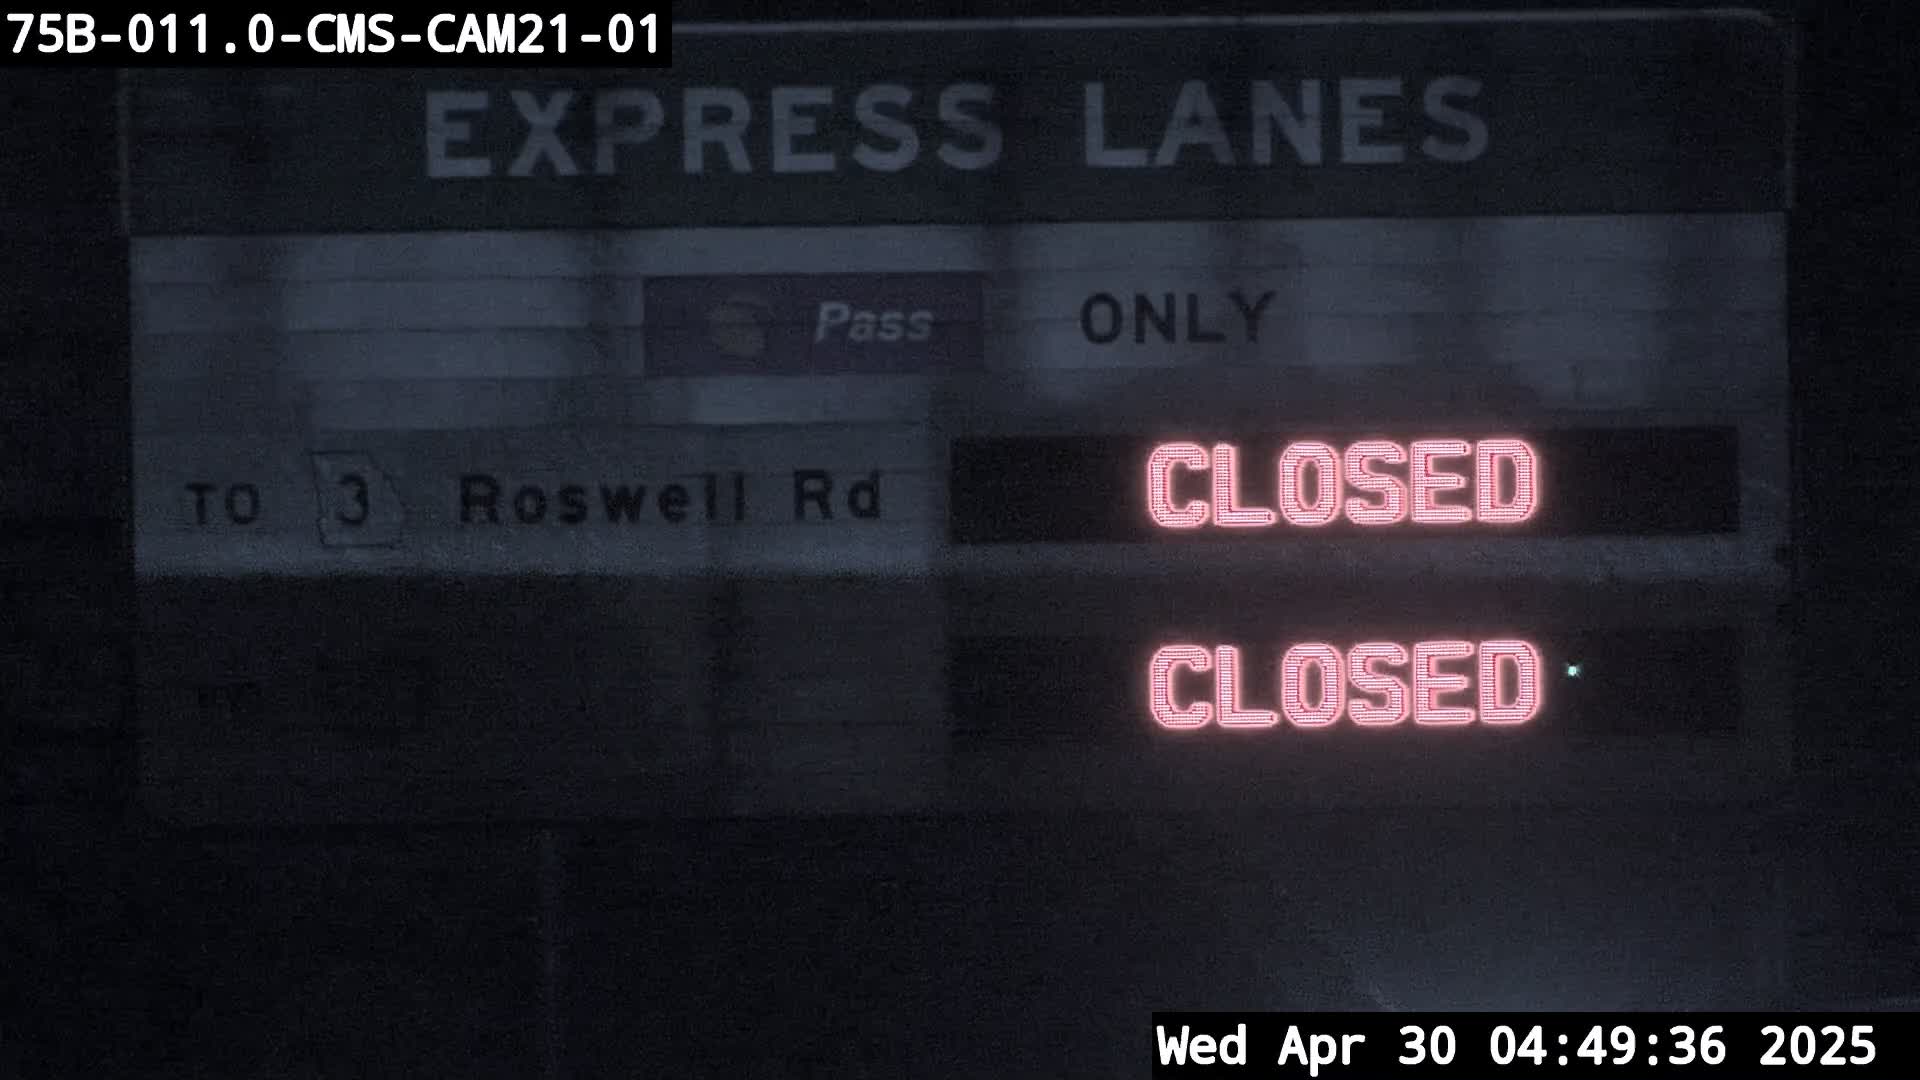 75B-011.0-CMS-CAM21-01
EXPRESS LANES
Pass ONLY
TO 3 Roswell Rd CLOSED
CLOSED
Wed Apr 30 04:49:36 2025